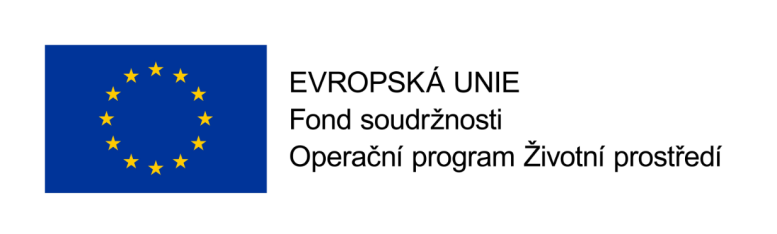 EVROPSKÁ UNIE
Fond soudržnosti
Operační program Životní prostředí